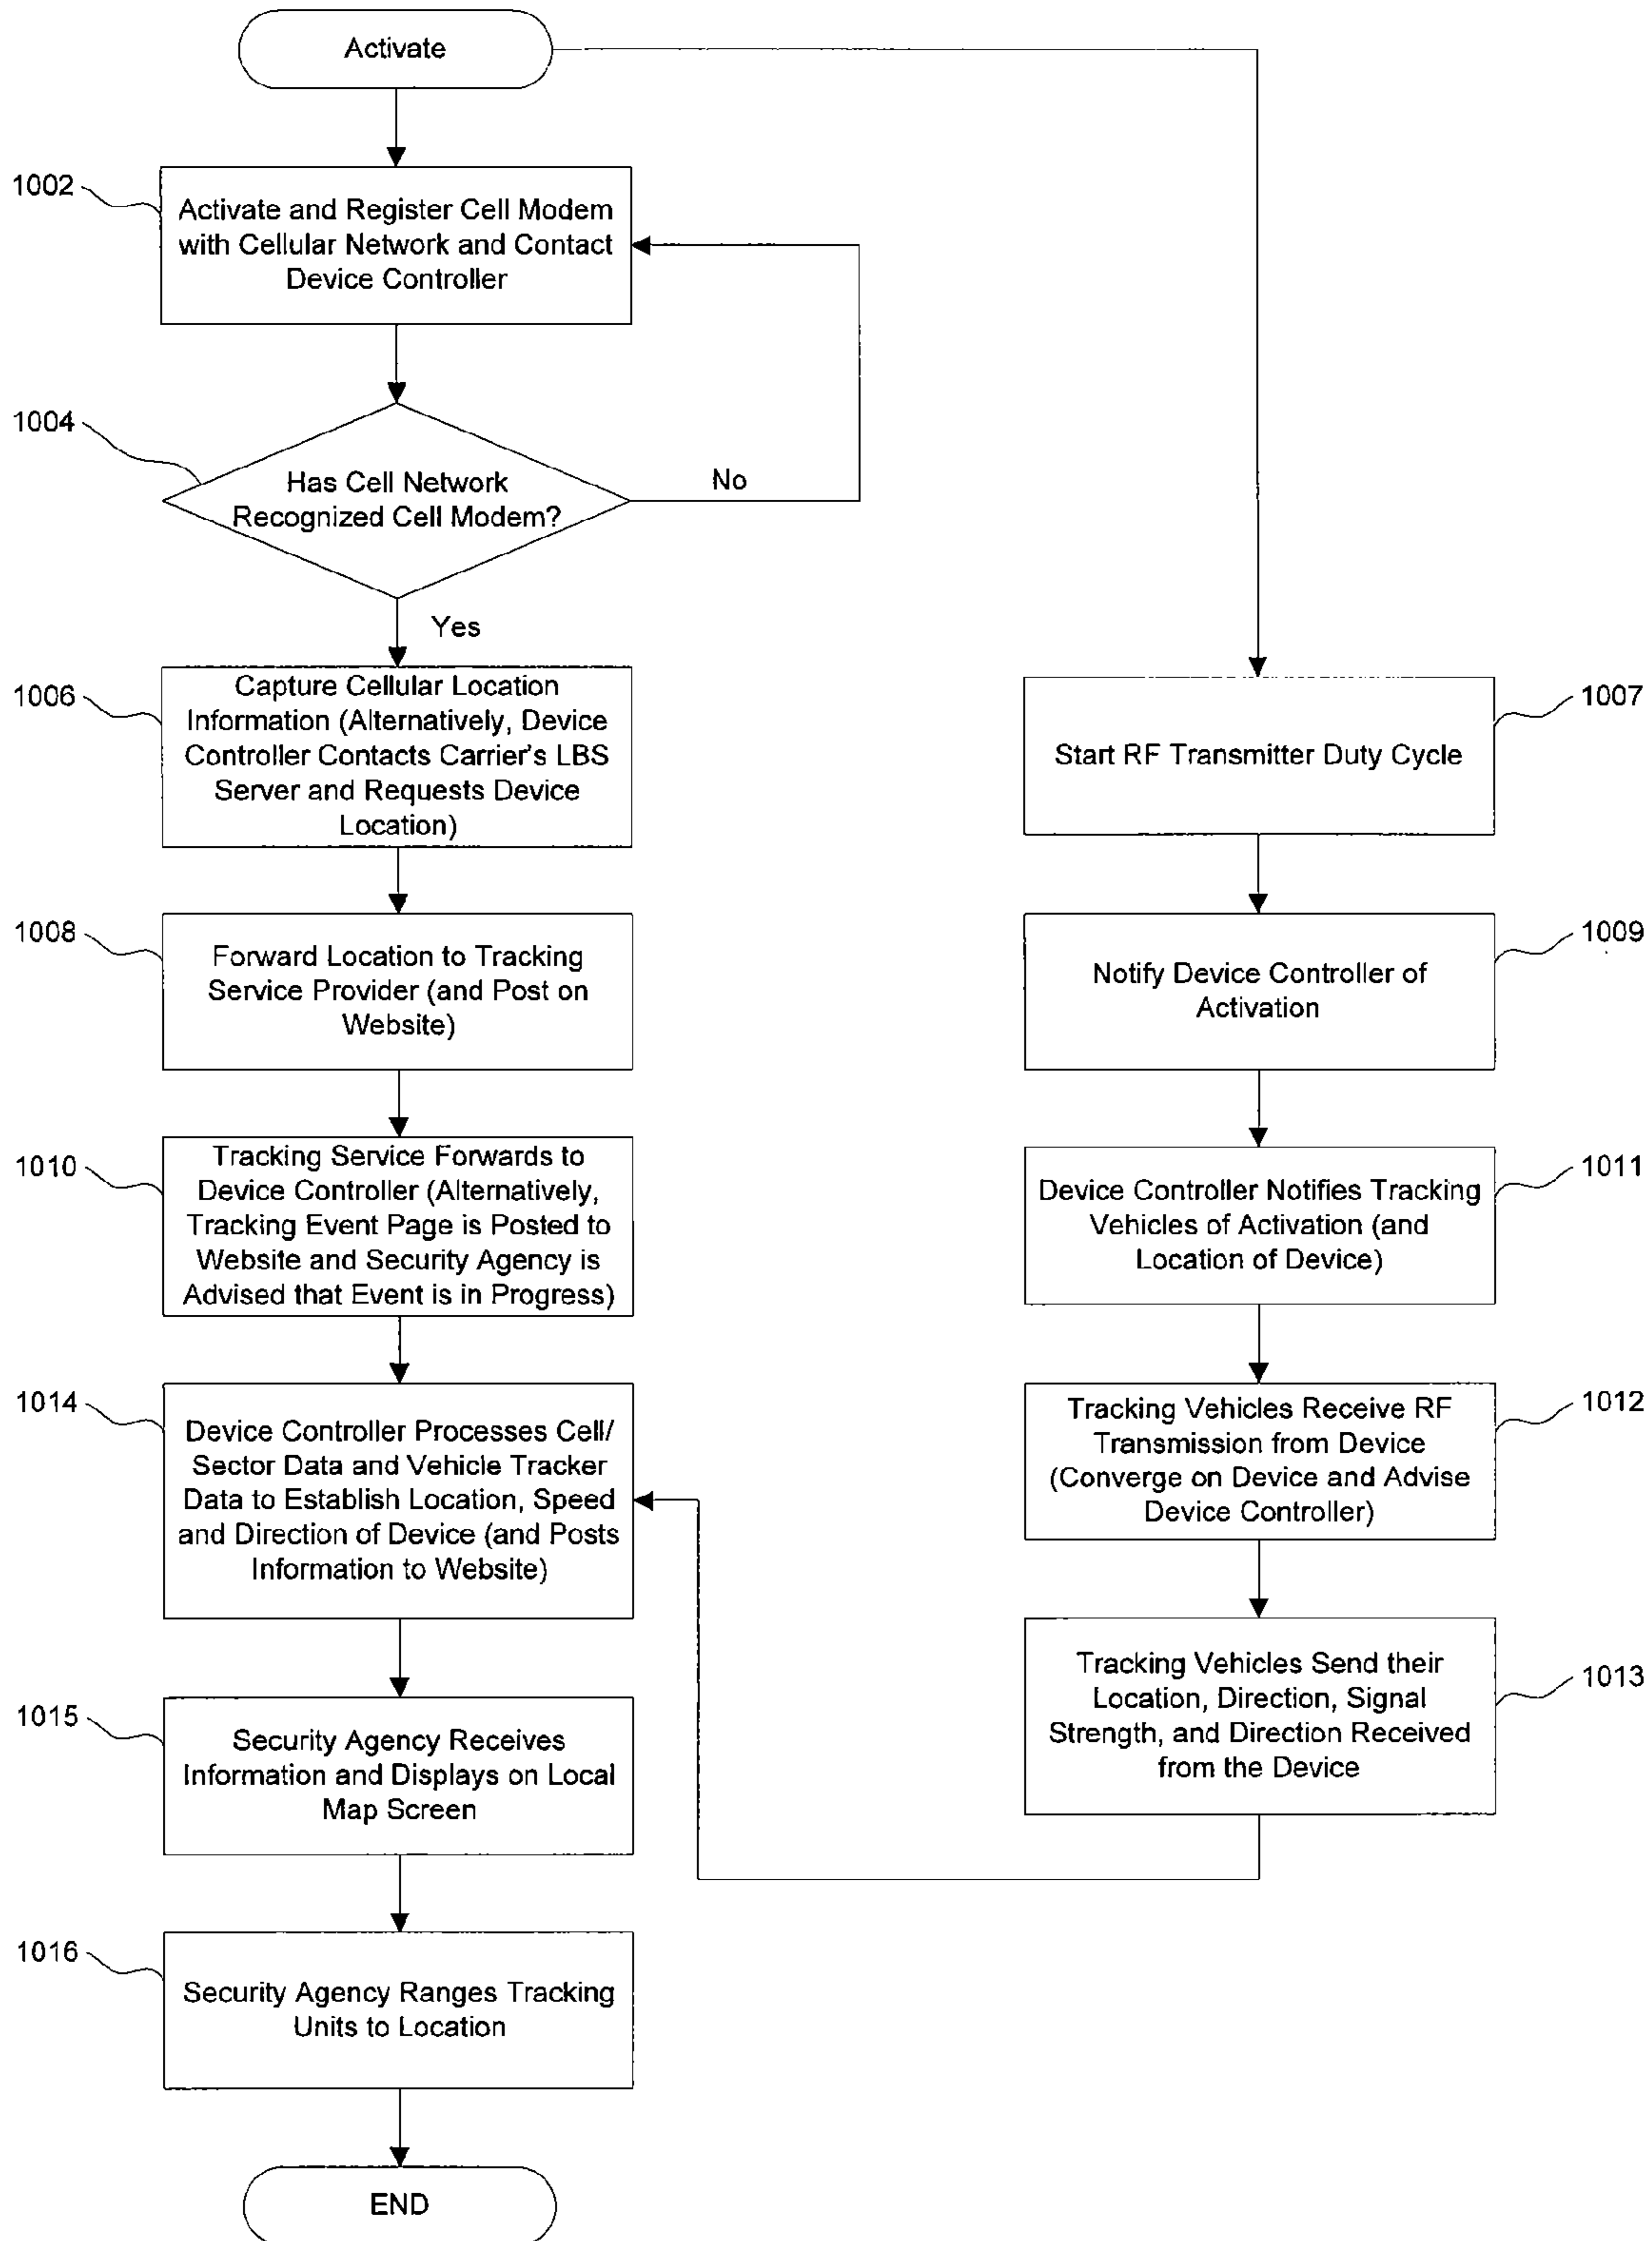 Activate
1002
Activate and Register Cell Modem
with Cellular Network and Contact
Device Controller
1004
Has Cell Network
Recognized Cell Modem?
No
Yes
1006
Capture Cellular Location
Information (Alternatively, Device
Controller Contacts Carrier's LBS
Server and Requests Device
Location)
1008
Forward Location to Tracking
Service Provider (and Post on
Website)
1010
Tracking Service Forwards to
Device Controller (Alternatively,
Tracking Event Page is Posted to
Website and Security Agency is
Advised that Event is in Progress)
1014
Device Controller Processes Cell/
Sector Data and Vehicle Tracker
Data to Establish Location, Speed
and Direction of Device (and Posts
Information to Website)
1015
Security Agency Receives
Information and Displays on Local
Map Screen
1016
Security Agency Ranges Tracking
Units to Location
END
1007
Start RF Transmitter Duty Cycle
1009
Notify Device Controller of
Activation
1011
Device Controller Notifies Tracking
Vehicles of Activation (and
Location of Device)
1012
Tracking Vehicles Receive RF
Transmission from Device
(Converge on Device and Advise
Device Controller)
1013
Tracking Vehicles Send their
Location, Direction, Signal
Strength, and Direction Received
from the Device